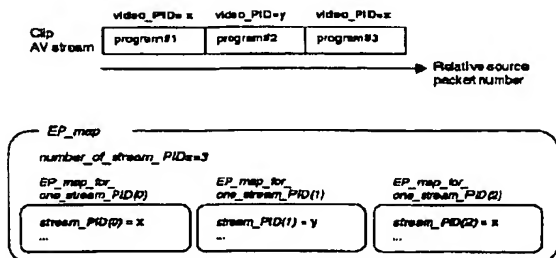 video_PID= x video_PID=y video_PID=x
Clip
AV stream
program#1 program#2 program#3
Relative source
packet number
EP_map
number_of_stream_PIDs=3
EP_map_for_
one_stream_PID(0)
EP_map_for_
one_stream_PID(1)
EP_map_for_
one_stream_PID(2)
stream_PID(0) = x
...
stream_PID(1) = y
...
stream_PID(2) = x
...